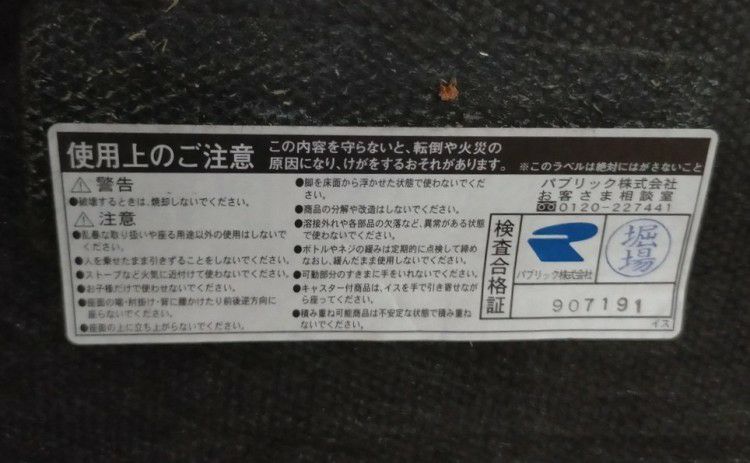 使用上のご注意
この内容を守らないと、転倒や火災の
原因になり、けがをするおそれがあります。
※このラベルは絶対にはがさないこと
⚠警告
●破壊するときは、焼却しないでください。
⚠注意
●乱暴な取り扱いや座る用途以外の使用はしないで
ください。
●人を乗せたまま引きずることをしないでください。
●ストーブなど火気に近付けて使わないでください。
●お子様だけで使わせないでください。
●座面の端・肘掛け・背に腰かけたり前後逆方向に
座らないでください。
●座面の上に立ち上がらないでください。
●脚を床面から浮かせた状態で使わないでくだ
さい。
●商品の分解や改造はしないでください。
●溶接外れや各部品の欠落など、異常がある状態
で使わないでください。
●ボトルやネジの緩みは定期的に点検して締め
なおし、緩んだまま使用しないでください。
●可動部分のすきまに手をいれないでください。
●キャスター付商品は、イスを手で引き寄せなが
ら座ってください。
●積み重ね可能商品は不安定な状態で積み重ね
ないでください。
パブリック株式会社
お客さま相談室
0120-227441
検査合格証
パブリック株式会社
堀場
907191
イス